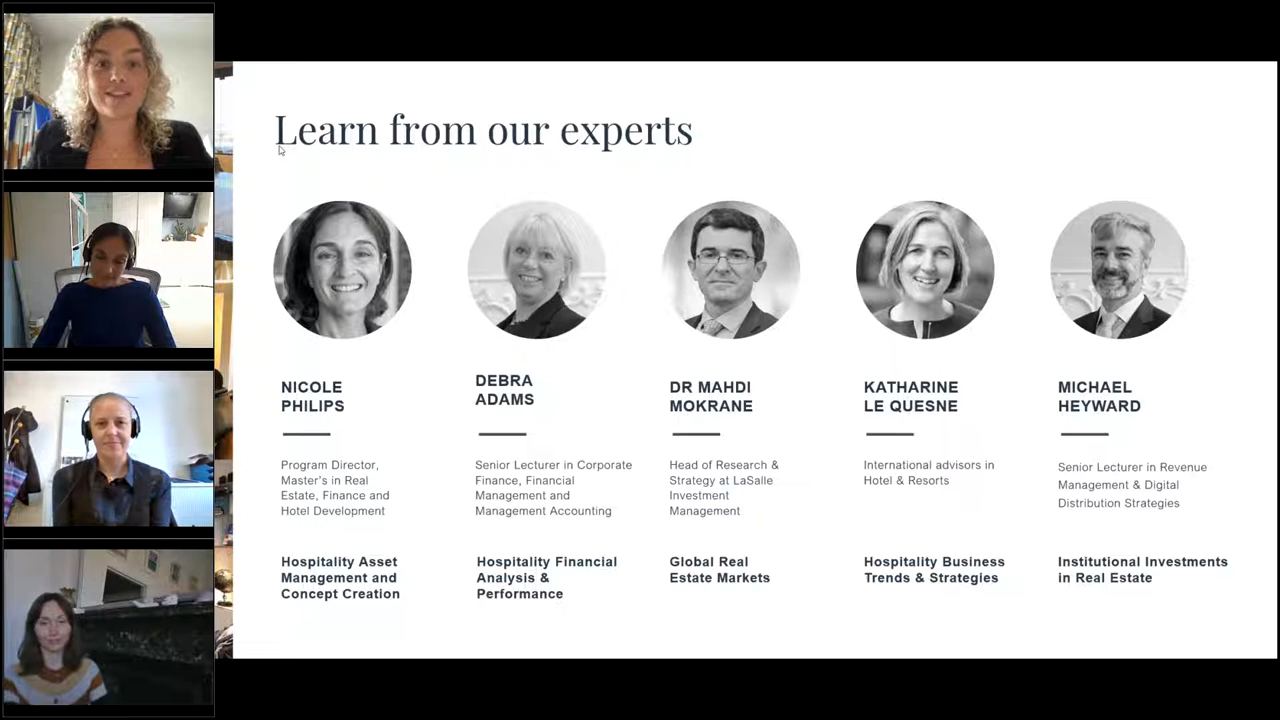 Learn from our experts
NICOLE
PHILIPS
Program Director,
Master's in Real
Estate, Finance and
Hotel Development
Hospitality Asset
Management and
Concept Creation
DEBRA
ADAMS
Senior Lecturer in Corporate
Finance, Financial
Management and
Management Accounting
Hospitality Financial
Analysis &
Performance
DR MAHDI
MOKRANE
Head of Research &
Strategy at LaSalle
Investment
Management
Global Real
Estate Markets
KATHARINE
LE QUESNE
International advisors in
Hotel & Resorts
Hospitality Business
Trends & Strategies
MICHAEL
HEYWARD
Senior Lecturer in Revenue
Management & Digital
Distribution Strategies
Institutional Investments
in Real Estate